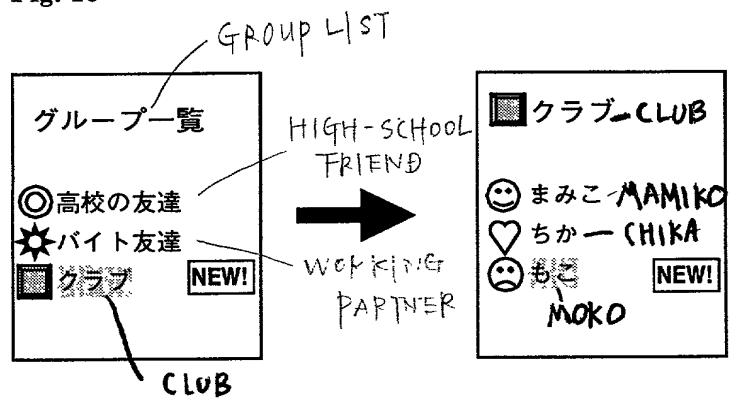 GROUP LIST
グループ一覧
HIGH-SCHOOL
FRIEND
高校の友達
バイト友達
クラブ NEW!
WORKING
PARTNER
CLUB
クラブ CLUB
まみこ MAMIKO
ちか CHIKA
もこ NEW!
MOKO